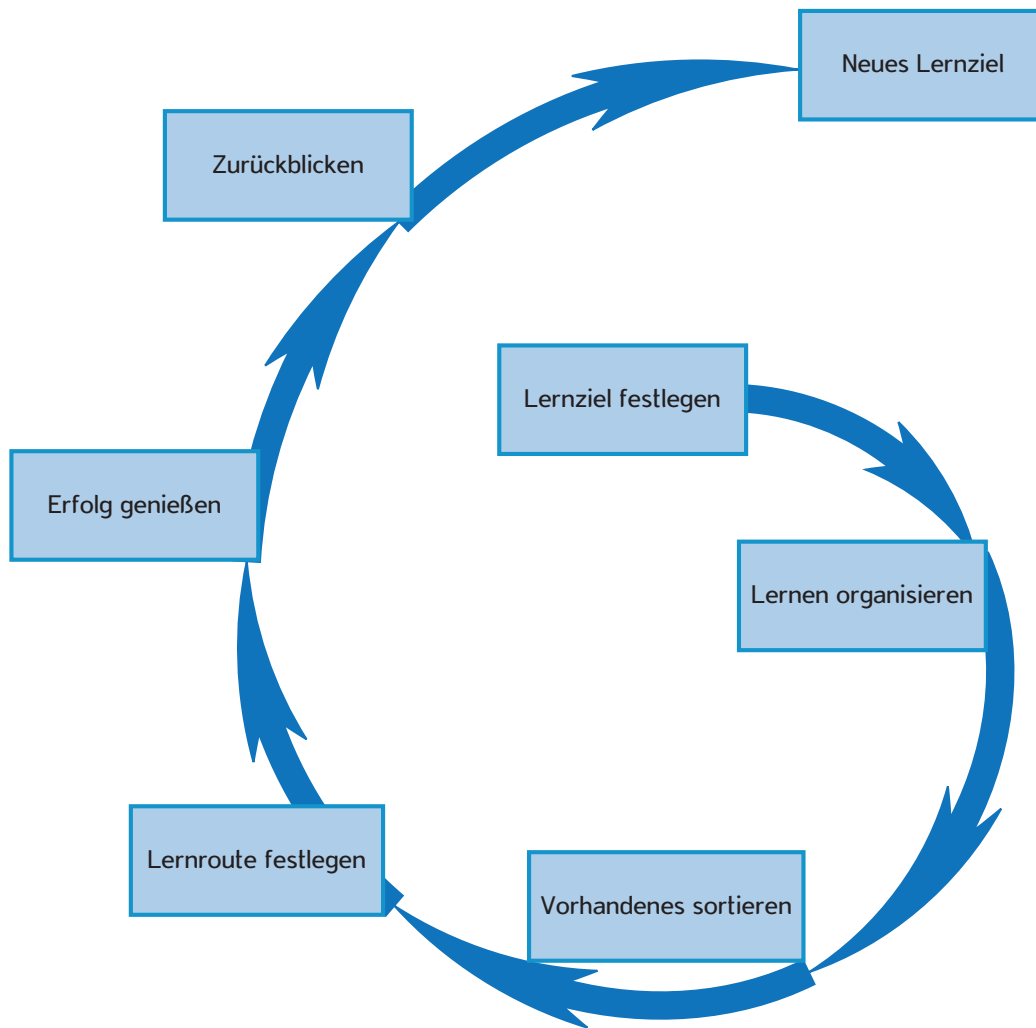 Neues Lernziel
Zurückblicken
Lernziel festlegen
Erfolg genießen
Lernen organisieren
Lernroute festlegen
Vorhandenes sortieren